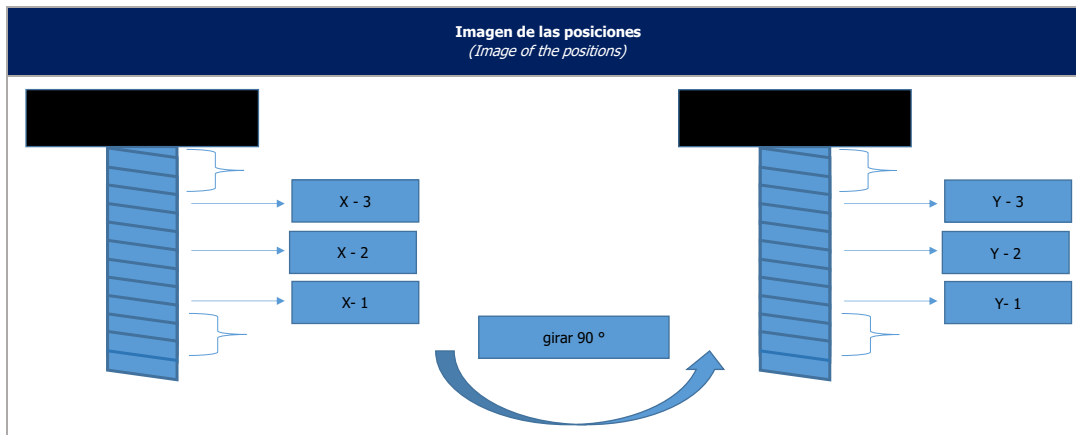 Imagen de las posiciones
(Image of the positions)
X - 3
X - 2
X- 1
girar 90 °
Y - 3
Y - 2
Y- 1